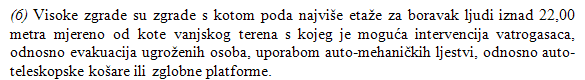 (6) Visoke zgrade su zgrade s kotom poda najviše etaže za boravak ljudi iznad 22,00
metra mjereno od kote vanjskog terena s kojeg je moguća intervencija vatrogasaca,
odnosno evakuacija ugroženih osoba, uporabom auto-mehaničkih ljestvi, odnosno auto-
teleskopske košare ili zglobne platforme.